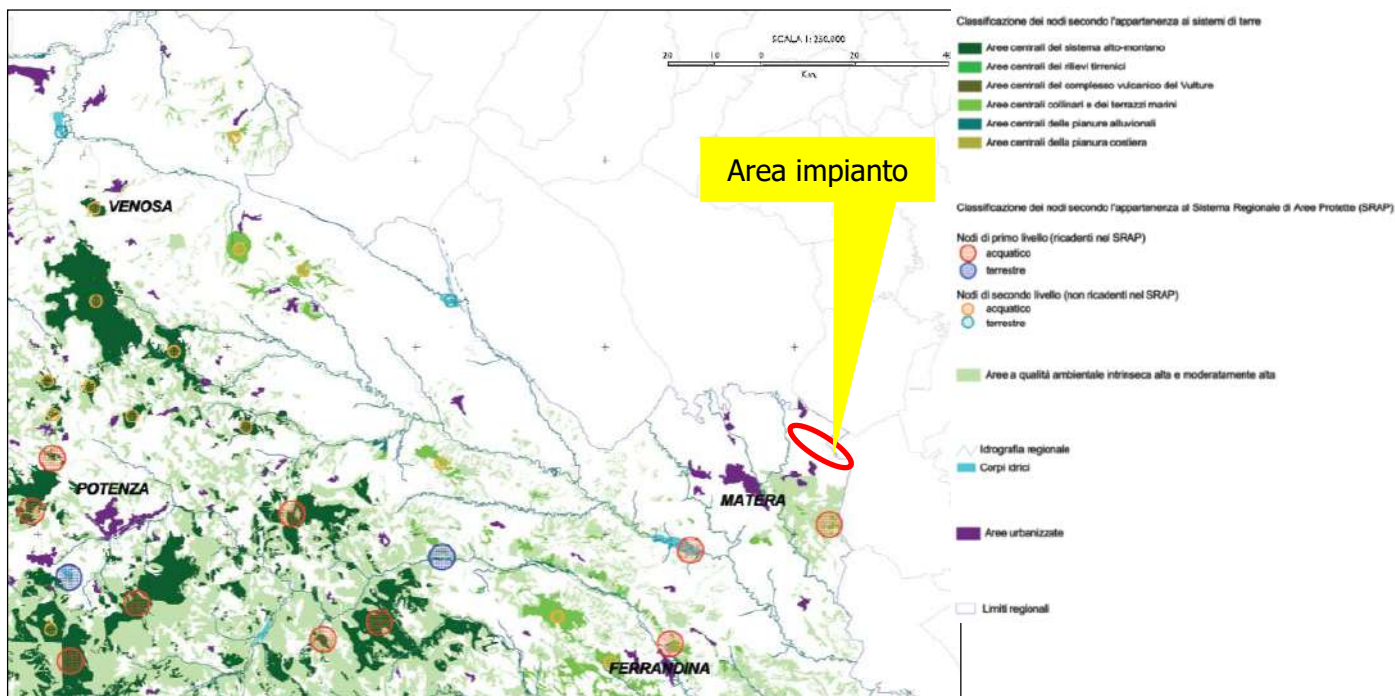 SCALA 1: 250.000
20 10 0 20 40
Km.
Area impianto
VENOSA
POTENZA
MATERA
FERRANDINA
Classificazione dei nodi secondo l'appartenenza ai sistemi di terre
Aree centrali del sistema alto-montano
Aree centrali dei rilievi tirrenici
Aree centrali del complesso vulcanico del Vulture
Aree centrali collinari e dei terrazzi marini
Aree centrali delle pianure alluvionali
Aree centrali della pianura costiera
Classificazione dei nodi secondo l'appartenenza al Sistema Regionale di Aree Protette (SRAP)
Nodi di primo livello (ricadenti nel SRAP)
acquatico
terrestre
Nodi di secondo livello (non ricadenti nel SRAP)
acquatico
terrestre
Aree a qualità ambientale intrinseca alta e moderatamente alta
Idrografia regionale
Corpi idrici
Aree urbanizzate
Limiti regionali